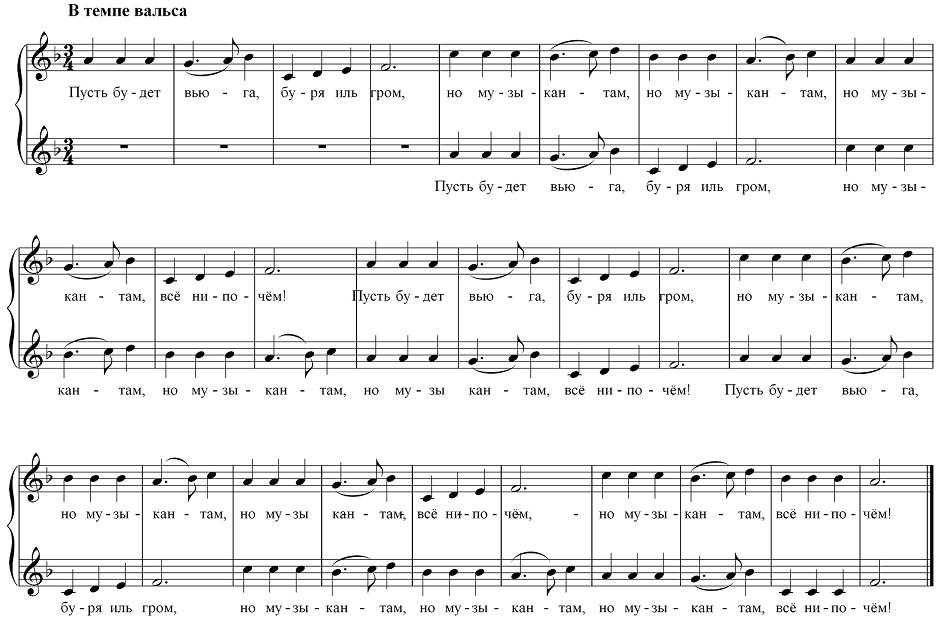 В темпе вальса
Пусть бу - дет вью - га, бу - ря иль гром, но му - зы - кан - там, но му - зы - кан - там, но му - зы -
Пусть бу - дет вью - га, бу - ря иль гром, но му - зы -
кан - там, всё ни - по - чём! Пусть бу - дет вью - га, бу - ря иль гром, но му - зы - кан - там,
кан - там, но му - зы - кан - там, но му - зы кан - там, всё ни - по - чём! Пусть бу - дет вью - га,
но му - зы - кан - там, но му - зы кан - там, всё ни - по - чём, - но му - зы - кан - там, всё ни - по - чём!
бу - ря иль гром, но му - зы - кан - там, но му - зы - кан - там, но му - зы - кан - там, всё ни - по - чём!